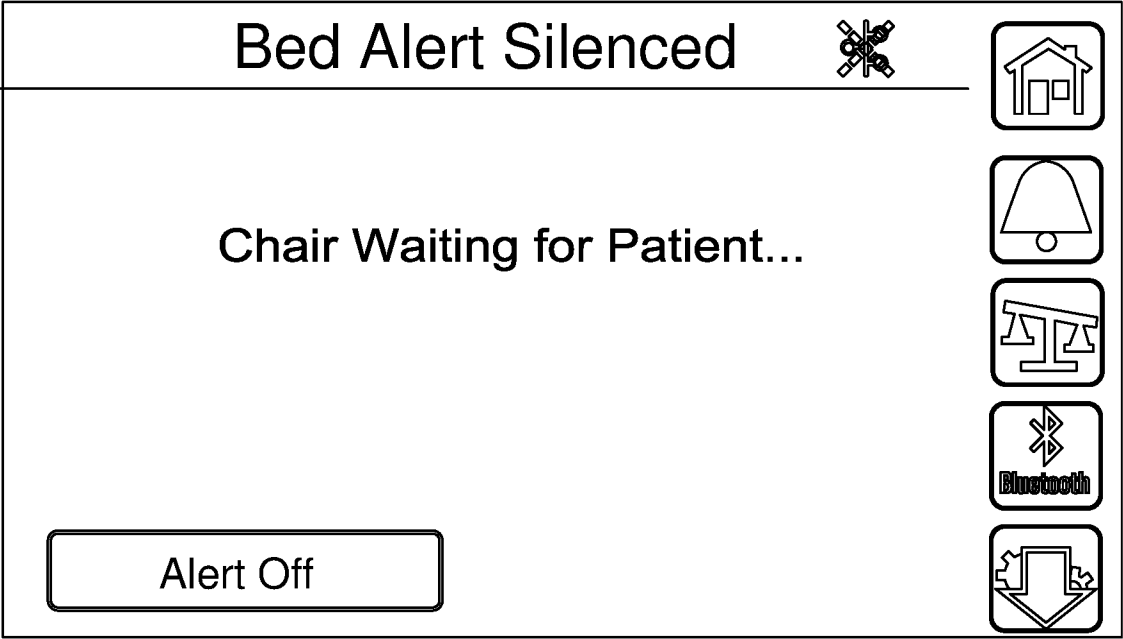 Bed Alert Silenced
Chair Waiting for Patient...
Bluetooth
Alert Off